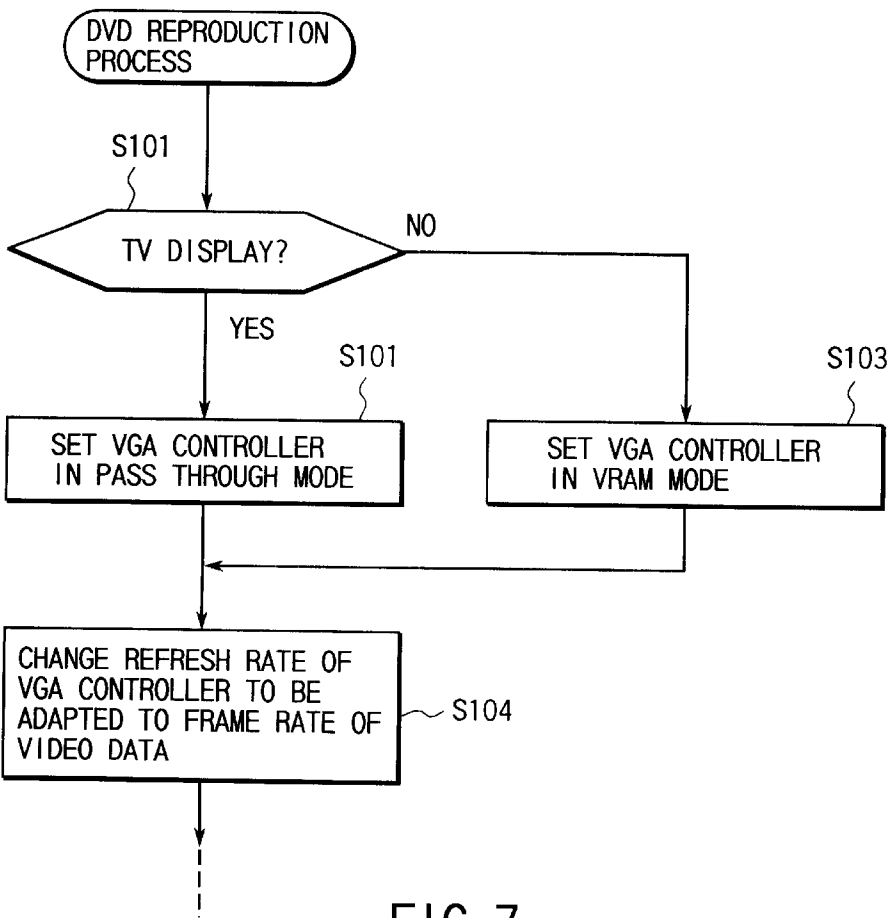 DVD REPRODUCTION
PROCESS
S101
TV DISPLAY?
NO
YES
S101
SET VGA CONTROLLER
IN PASS THROUGH MODE
S103
SET VGA CONTROLLER
IN VRAM MODE
CHANGE REFRESH RATE OF
VGA CONTROLLER TO BE
ADAPTED TO FRAME RATE OF
VIDEO DATA
S104
FIG. 7